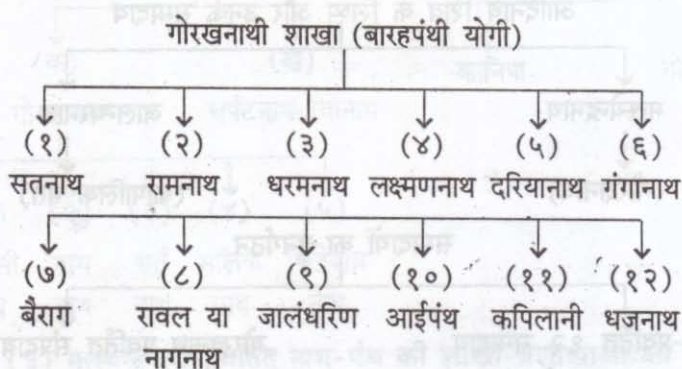 गोरखनाथी शाखा (बारहपंथी योगी)
(१) (२) (३) (४) (५) (६)
सतनाथ रामनाथ धरमनाथ लक्ष्मणनाथ दरियानाथ गंगानाथ
(७) (८) (९) (१०) (११) (१२)
बैराग रावल या जालंधरिण आईपंथ कपिलानी धजनाथ
नागनाथ